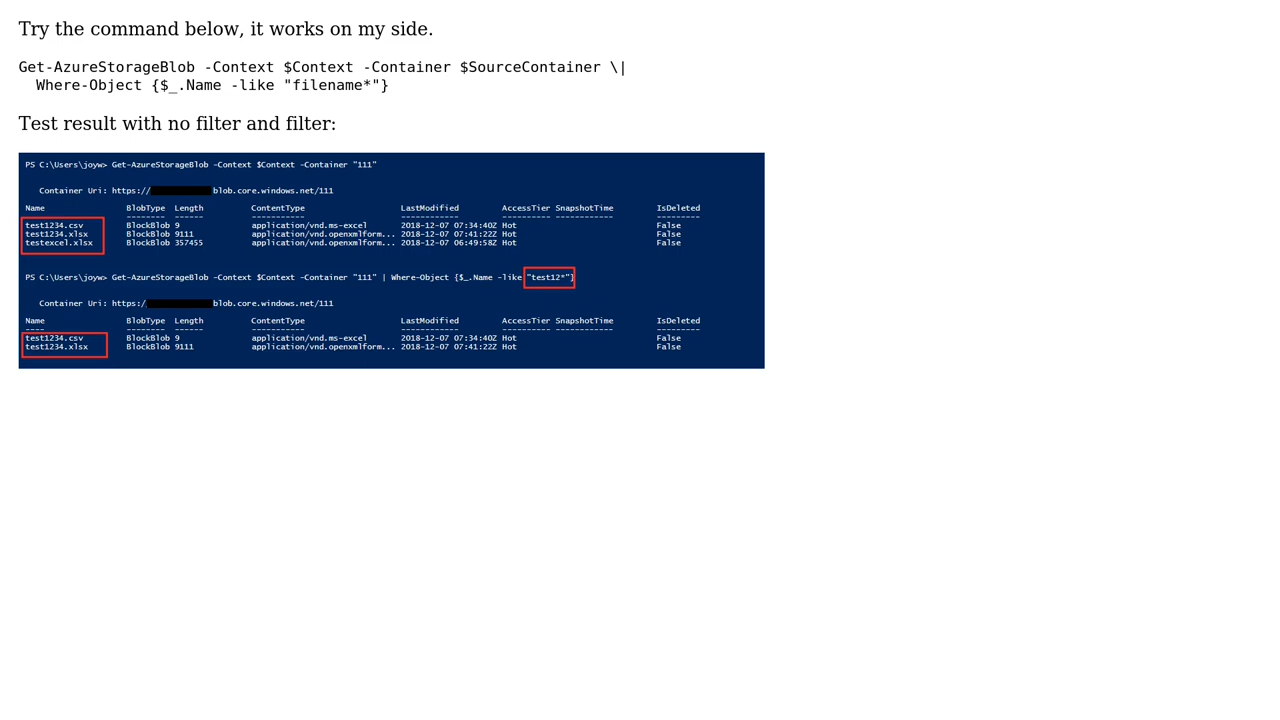 Try the command below, it works on my side.
Get-AzureStorageBlob -Context $Context -Container $SourceContainer \|
Where-Object {$_.Name -like "filename*"}
Test result with no filter and filter:
PS C:\Users\joyw> Get-AzureStorageBlob -Context $Context -Container "111"
Container Uri: https:// blob.core.windows.net/111
Name BlobType Length ContentType LastModified AccessTier SnapshotTime IsDeleted
---- -------- ------ ----------- ------------ ---------- ------------ ---------
test1234.csv BlockBlob 9 application/vnd.ms-excel 2018-12-07 07:34:40Z Hot False
test1234.xlsx BlockBlob 9111 application/vnd.openxmlform... 2018-12-07 07:41:22Z Hot False
testexcel.xlsx BlockBlob 357455 application/vnd.openxmlform... 2018-12-07 06:49:58Z Hot False
PS C:\Users\joyw> Get-AzureStorageBlob -Context $Context -Container "111" | Where-Object {$_.Name -like "test12*"}
Container Uri: https:/ blob.core.windows.net/111
Name BlobType Length ContentType LastModified AccessTier SnapshotTime IsDeleted
---- -------- ------ ----------- ------------ ---------- ------------ ---------
test1234.csv BlockBlob 9 application/vnd.ms-excel 2018-12-07 07:34:40Z Hot False
test1234.xlsx BlockBlob 9111 application/vnd.openxmlform... 2018-12-07 07:41:22Z Hot False